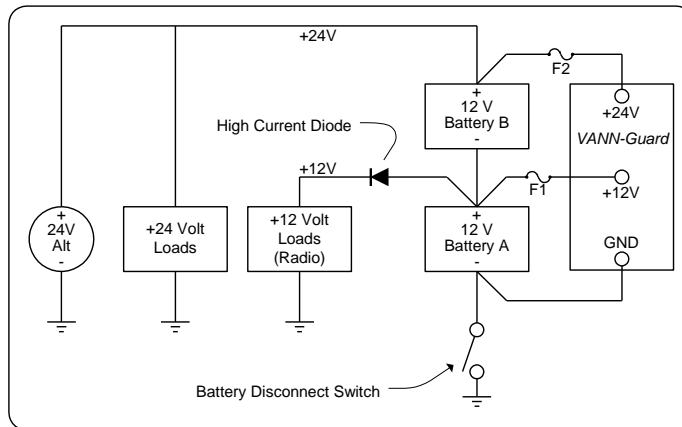 +24V
F2
+
12 V
Battery B
-
+24V
VANN-Guard
High Current Diode
+12V
F1
+12V
+
24V
Alt
-
+24 Volt
Loads
+12 Volt
Loads
(Radio)
+
12 V
Battery A
-
GND
Battery Disconnect Switch